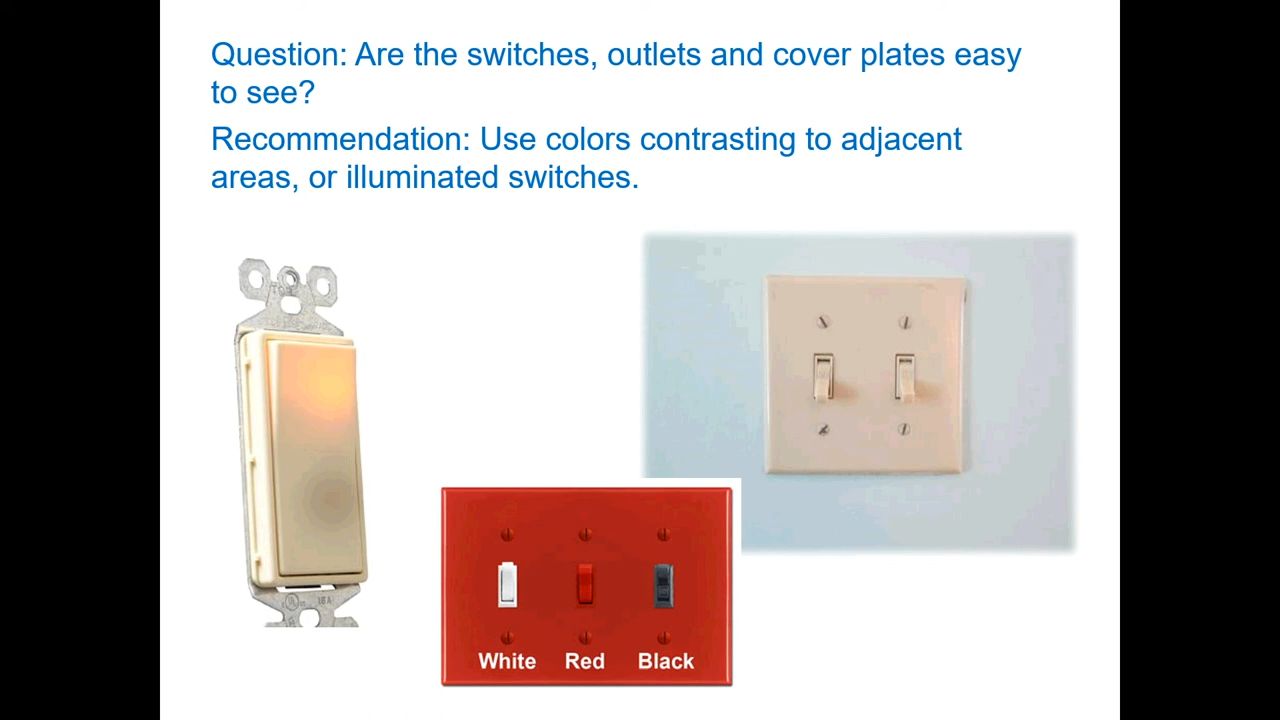 Question: Are the switches, outlets and cover plates easy
to see?
Recommendation: Use colors contrasting to adjacent
areas, or illuminated switches.
White Red Black